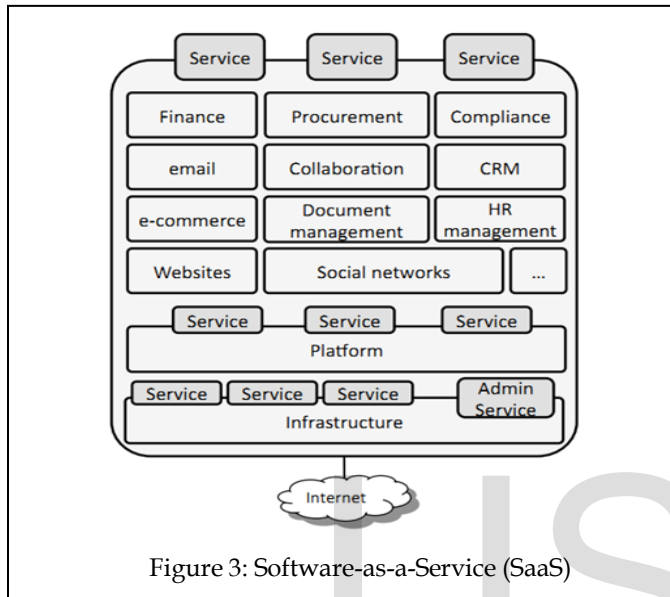 Service Service Service
Finance Procurement Compliance
email Collaboration CRM
e-commerce Document management HR management
Websites Social networks ...
Service Service Service
Platform
Service Service Service Admin Service
Infrastructure
Internet
Figure 3: Software-as-a-Service (SaaS)